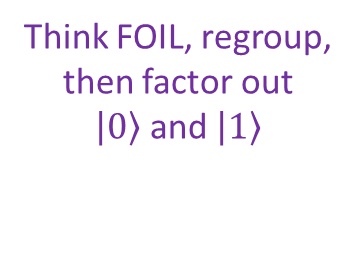 Think FOIL, regroup,
then factor out
|0⟩ and |1⟩